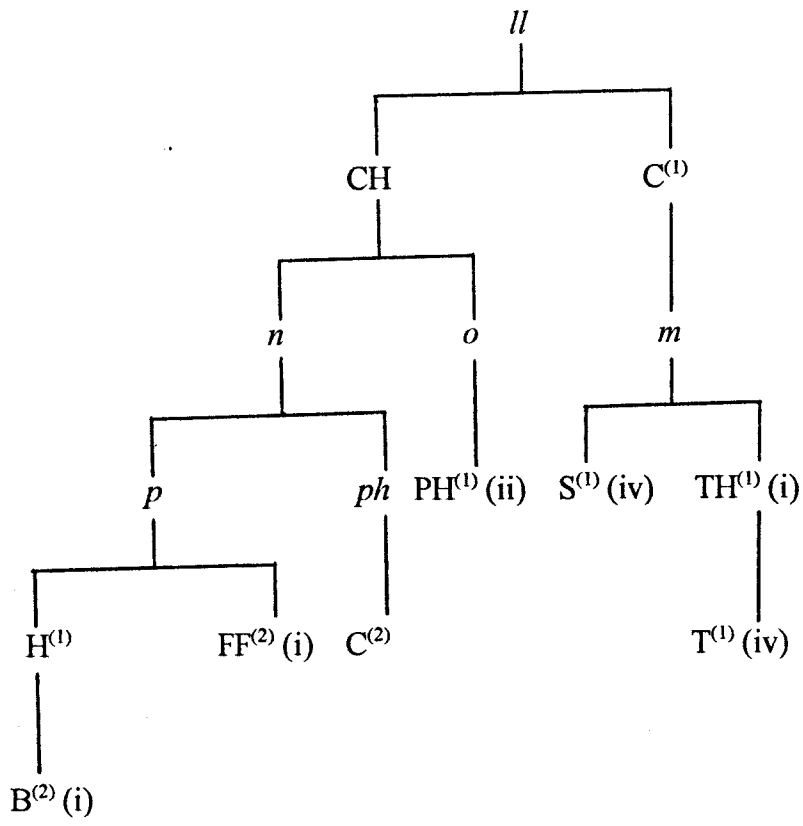 ll
CH C⁽¹⁾
n o m
p ph PH⁽¹⁾ (ii) S⁽¹⁾ (iv) TH⁽¹⁾ (i)
H⁽¹⁾ FF⁽²⁾ (i) C⁽²⁾ T⁽¹⁾ (iv)
B⁽²⁾ (i)